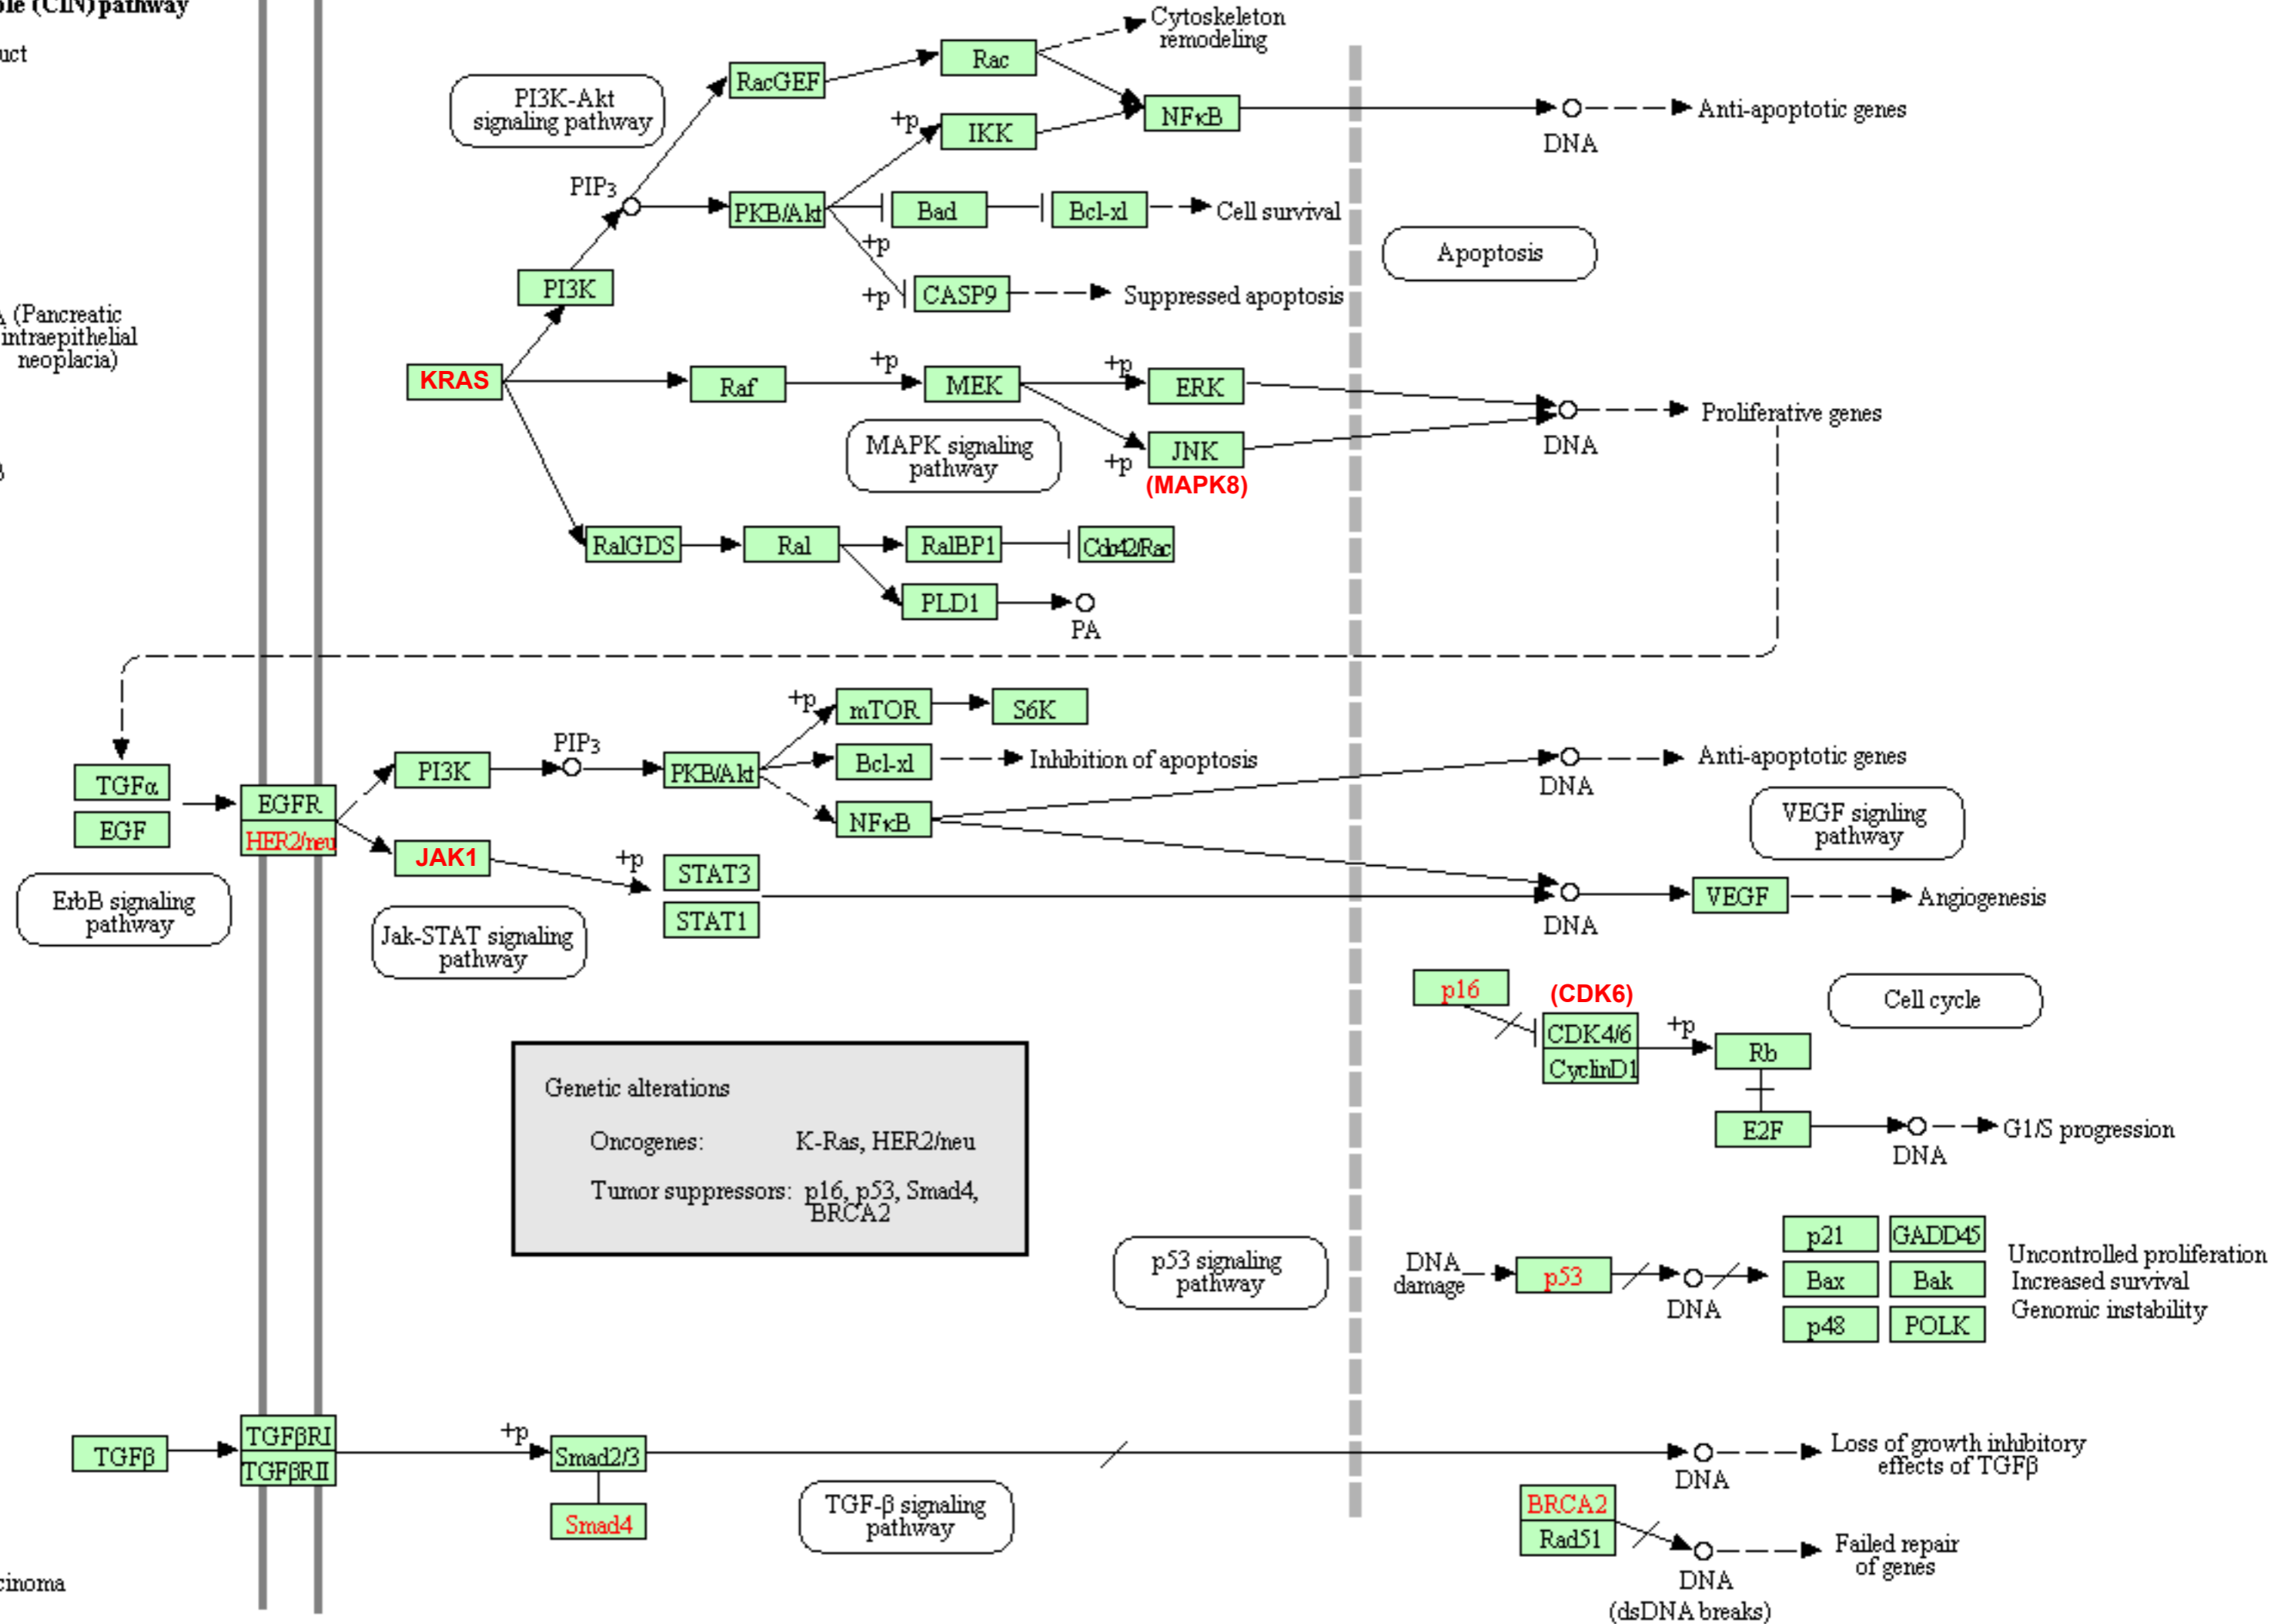 (CIN) pathway
Cytoskeleton
remodeling
Rac
RacGEF
PI3K-Akt
signaling pathway
+p
IKK
NFκB
DNA
Anti-apoptotic genes
PIP3
PKB/Akt
Bad
Bcl-xl
Cell survival
+p
Apoptosis
PI3K
+p
CASP9
Suppressed apoptosis
(Pancreatic
intraepithelial
neoplacia)
KRAS
Raf
+p
MEK
+p
ERK
DNA
Proliferative genes
MAPK signaling
pathway
+p
JNK
(MAPK8)
RalGDS
Ral
RalBP1
Cdc42/Rac
PLD1
PA
+p
mTOR
S6K
TGFα
EGF
EGFR
HER2/neu
PI3K
PIP3
PKB/Akt
Bcl-xl
Inhibition of apoptosis
NFκB
DNA
Anti-apoptotic genes
VEGF signling
pathway
JAK1
+p
STAT3
STAT1
DNA
VEGF
Angiogenesis
ErbB signaling
pathway
Jak-STAT signaling
pathway
p16
(CDK6)
CDK4/6
CyclinD1
+p
Rb
Cell cycle
E2F
DNA
G1/S progression
Genetic alterations
Oncogenes: K-Ras, HER2/neu
Tumor suppressors: p16, p53, Smad4,
BRCA2
p53 signaling
pathway
DNA
damage
p53
DNA
p21
GADD45
Bax
Bak
p48
POLK
Uncontrolled proliferation
Increased survival
Genomic instability
TGFβ
TGFβRI
TGFβRII
+p
Smad2/3
Smad4
TGF-β signaling
pathway
DNA
Loss of growth inhibitory
effects of TGFβ
BRCA2
Rad51
DNA
(dsDNA breaks)
Failed repair
of genes